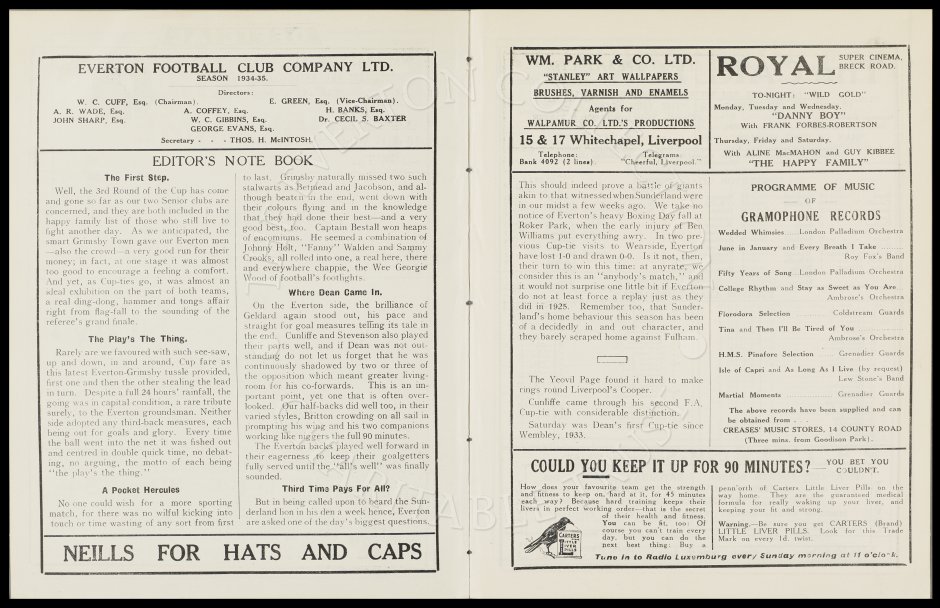 EVERTON FOOTBALL CLUB COMPANY LTD.
SEASON 1934-35.
Directors:
W. C. CUFF, Esq. (Chairman). E. GREEN, Esq. (Vice-Chairman).
A. R. WADE, Esq. A. COFFEY, Esq. H. BANKS, Esq.
JOHN SHARP, Esq. W. C. GIBBINS, Esq. Dr. CECIL S. BAXTER
GEORGE EVANS, Esq.
Secretary - - - THOS. H. McINTOSH.
EDITOR'S NOTE BOOK
The First Step.
Well, the 3rd Round of the Cup has come
and gone so far as our two Senior clubs are
concerned, and they are both included in the
happy family list of those who still live to
fight another day. As we anticipated, the
smart Grimsby Town gave our Everton men
—also the crowd—a very good run for their
money; in fact, at one stage it was almost
too good to encourage a feeling of comfort.
And yet, as Cup-ties go, it was almost an
ideal exhibition on the part of both teams,
a real ding-dong, hammer and tongs affair
right from flag-fall to the sounding of the
referee's grand finale.
The Play's The Thing.
Rarely are we favoured with such see-saw,
up and down, in and around, Cup fare as
this latest Everton-Grimsby tussle provided,
first one and then the other stealing the lead
in turn. Despite a full 24 hours' rainfall, the
going was in capital condition, a rare tribute
surely, to the Everton groundsman. Neither
side adopted any third-back measures, each
being out for goals and glory. Every time
the ball went into the net it was fished out
and centred in double quick time, no debat-
ing, no arguing, the motto of each being
"the play's the thing."
A Pocket Hercules
No one could wish for a more sporting
match, for there was no wilful kicking into
touch or time wasting of any sort from first
to last. Grimsby naturally missed two such
stalwarts as Betmead and Jacobson, and al-
though beaten in the end, went down with
their colours flying and in the knowledge
that they had done their best—and a very
good best, too. Captain Bestall won heaps
of encomiums. He seemed a combination of
Johnny Holt, "Fanny" Walden and Sammy
Crooks, all rolled into one, a real here, there
and everywhere chappie, the Wee Georgie
Wood of football's footlights.
Where Dean Came In.
On the Everton side, the brilliance of
Geldard again stood out, his pace and
straight for goal measures telling its tale in
the end. Cunliffe and Stevenson also played
their parts well, and if Dean was not out-
standing do not let us forget that he was
continuously shadowed by two or three of
the opposition which meant greater living-
room for his co-forwards. This is an im-
portant point, yet one that is often over-
looked. Our half-backs did well too, in their
varied styles, Britton crowding on all sail in
prompting his wing and his two companions
working like niggers the full 90 minutes.
The Everton backs played well forward in
their eagerness to keep their goalgetters
fully served until the "all's well" was finally
sounded.
Third Time Pays For All?
But in being called upon to beard the Sun-
derland lion in his den a week hence, Everton
are asked one of the day's biggest questions.
NEILLS FOR HATS AND CAPS
WM. PARK & CO. LTD.
"STANLEY" ART WALLPAPERS
BRUSHES, VARNISH AND ENAMELS
Agents for
WALPAMUR CO. LTD.'S PRODUCTIONS
15 & 17 Whitechapel, Liverpool
Telephone: Telegrams:
Bank 4092 (2 lines). "Cheerful, Liverpool."
ROYAL SUPER CINEMA,
BRECK ROAD.
TO-NIGHT: "WILD GOLD"
Monday, Tuesday and Wednesday.
"DANNY BOY"
With FRANK FORBES-ROBERTSON
Thursday, Friday and Saturday.
With ALINE MacMAHON and GUY KIBBEE
"THE HAPPY FAMILY"
This should indeed prove a battle of giants
akin to that witnessed when Sunderland were
in our midst a few weeks ago. We take no
notice of Everton's heavy Boxing Day fall at
Roker Park, when the early injury of Ben
Williams put everything awry. In two pre-
vious Cup-tie visits to Wearside, Everton
have lost 1-0 and drawn 0-0. Is it not, then,
their turn to win this time: at anyrate, we
consider this is an "anybody's match," and
it would not surprise one little bit if Everton
do not at least force a replay just as they
did in 1928. Remember too, that Sunder-
land's home behaviour this season has been
of a decidedly in and out character, and
they barely scraped home against Fulham.
The Yeovil Page found it hard to make
rings round Liverpool's Cooper.
Cunliffe came through his second F.A.
Cup-tie with considerable distinction.
Saturday was Dean's first Cup-tie since
Wembley, 1933.
PROGRAMME OF MUSIC
— OF —
GRAMOPHONE RECORDS
Wedded Whimsies.....London Palladium Orchestra
June in January and Every Breath I Take
Roy Fox's Band
Fifty Years of Song...London Palladium Orchestra
College Rhythm and Stay as Sweet as You Are
Ambrose's Orchestra
Florodora Selection Coldstream Guards
Tina and Then I'll Be Tired of You
Ambrose's Orchestra
H.M.S. Pinafore Selection Grenadier Guards
Isle of Capri and As Long As I Live (by request)
Lew Stone's Band
Martial Moments Grenadier Guards
The above records have been supplied and can
be obtained from . .
CREASES' MUSIC STORES, 14 COUNTY ROAD
(Three mins. from Goodison Park).
COULD YOU KEEP IT UP FOR 90 MINUTES? — YOU BET YOU
COULDN'T.
How does your favourite team get the strength
and fitness to keep on, hard at it, for 45 minutes
each way? Because hard training keeps their
livers in perfect working order—that is the secret
of their health and fitness.
You can be fit, too! Of
course you can't train every
day, but you can do the
next best thing: Buy a
CARTERS
LITTLE
LIVER
PILLS
penn'orth of Carters Little Liver Pills on the
way home. They are the guaranteed medical
formula for really waking up your liver, and
keeping your fit and strong.
Warning.—Be sure you get CARTERS (Brand)
LITTLE LIVER PILLS. Look for this Trade
Mark on every 1d. twist.
Tune in to Radio Luxemburg every Sunday morning at 11 o'clock.